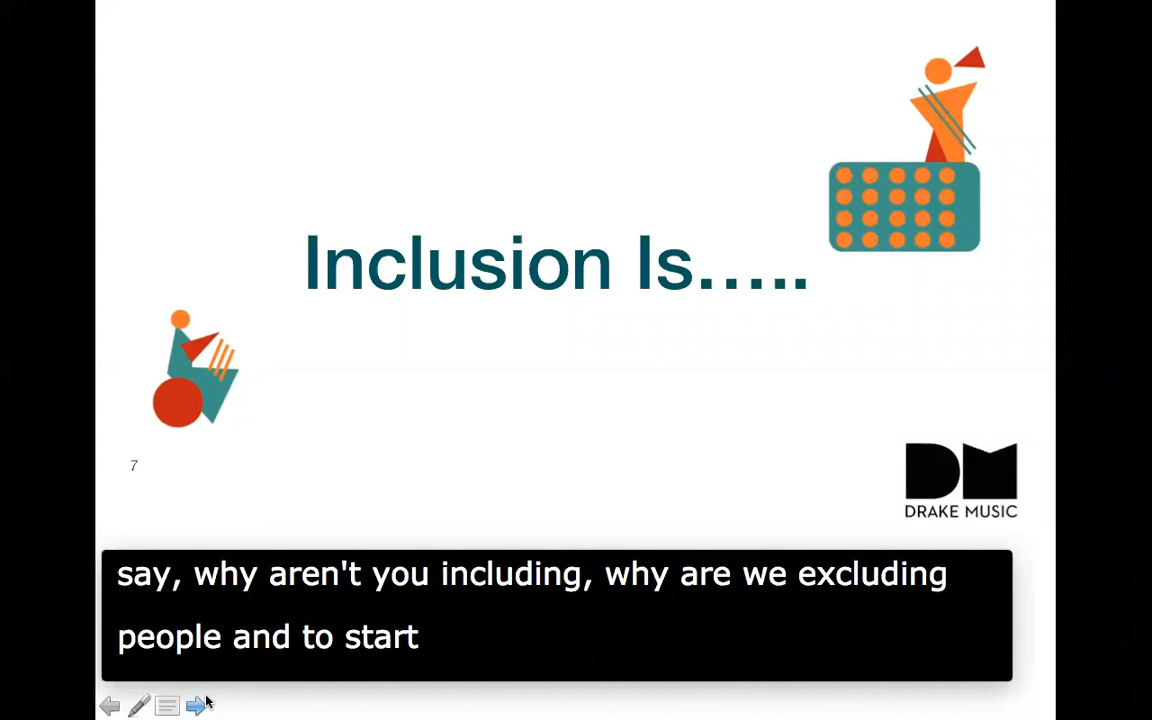 Inclusion Is.....
7
DM
DRAKE MUSIC
say, why aren't you including, why are we excluding
people and to start